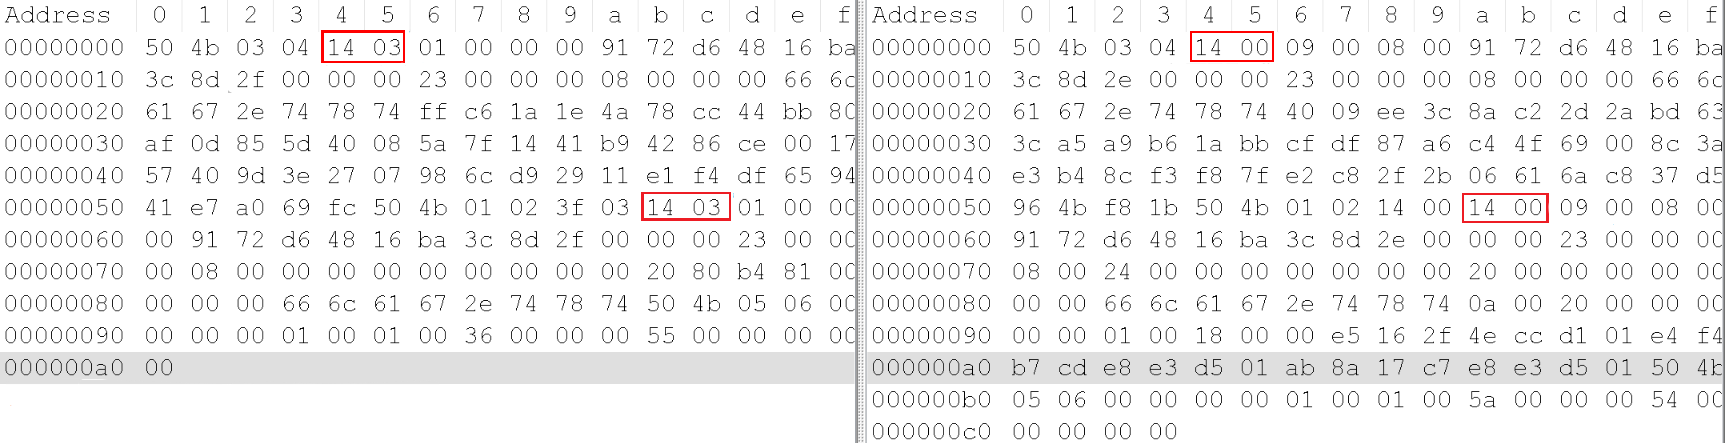 Address 0 1 2 3 4 5 6 7 8 9 a b c d e f
00000000 50 4b 03 04 14 03 01 00 00 00 91 72 d6 48 16 ba
00000010 3c 8d 2f 00 00 00 23 00 00 00 08 00 00 00 66 6c
00000020 61 67 2e 74 78 74 ff c6 1a 1e 4a 78 cc 44 bb 80
00000030 af 0d 85 5d 40 08 5a 7f 14 41 b9 42 86 ce 00 17
00000040 57 40 9d 3e 27 07 98 6c d9 29 11 e1 f4 df 65 94
00000050 41 e7 a0 69 fc 50 4b 01 02 3f 03 14 03 01 00 00
00000060 00 91 72 d6 48 16 ba 3c 8d 2f 00 00 00 23 00 00
00000070 00 08 00 00 00 00 00 00 00 00 00 20 80 b4 81 00
00000080 00 00 00 66 6c 61 67 2e 74 78 74 50 4b 05 06 00
00000090 00 00 00 01 00 01 00 36 00 00 00 55 00 00 00 00
000000a0 00
Address 0 1 2 3 4 5 6 7 8 9 a b c d e f
00000000 50 4b 03 04 14 00 09 00 08 00 91 72 d6 48 16 ba
00000010 3c 8d 2e 00 00 00 23 00 00 00 08 00 00 00 66 6c
00000020 61 67 2e 74 78 74 40 09 ee 3c 8a c2 2d 2a bd 63
00000030 3c a5 a9 b6 1a bb cf df 87 a6 c4 4f 69 00 8c 3a
00000040 e3 b4 8c f3 f8 7f e2 c8 2f 2b 06 61 6a c8 37 d5
00000050 96 4b f8 1b 50 4b 01 02 14 00 14 00 09 00 08 00
00000060 91 72 d6 48 16 ba 3c 8d 2e 00 00 00 23 00 00 00
00000070 08 00 24 00 00 00 00 00 00 00 20 00 00 00 00 00
00000080 00 00 66 6c 61 67 2e 74 78 74 0a 00 20 00 00 00
00000090 00 00 01 00 18 00 00 e5 16 2f 4e cc d1 01 e4 f4
000000a0 b7 cd e8 e3 d5 01 ab 8a 17 c7 e8 e3 d5 01 50 4b
000000b0 05 06 00 00 00 00 01 00 01 00 5a 00 00 00 54 00
000000c0 00 00 00 00